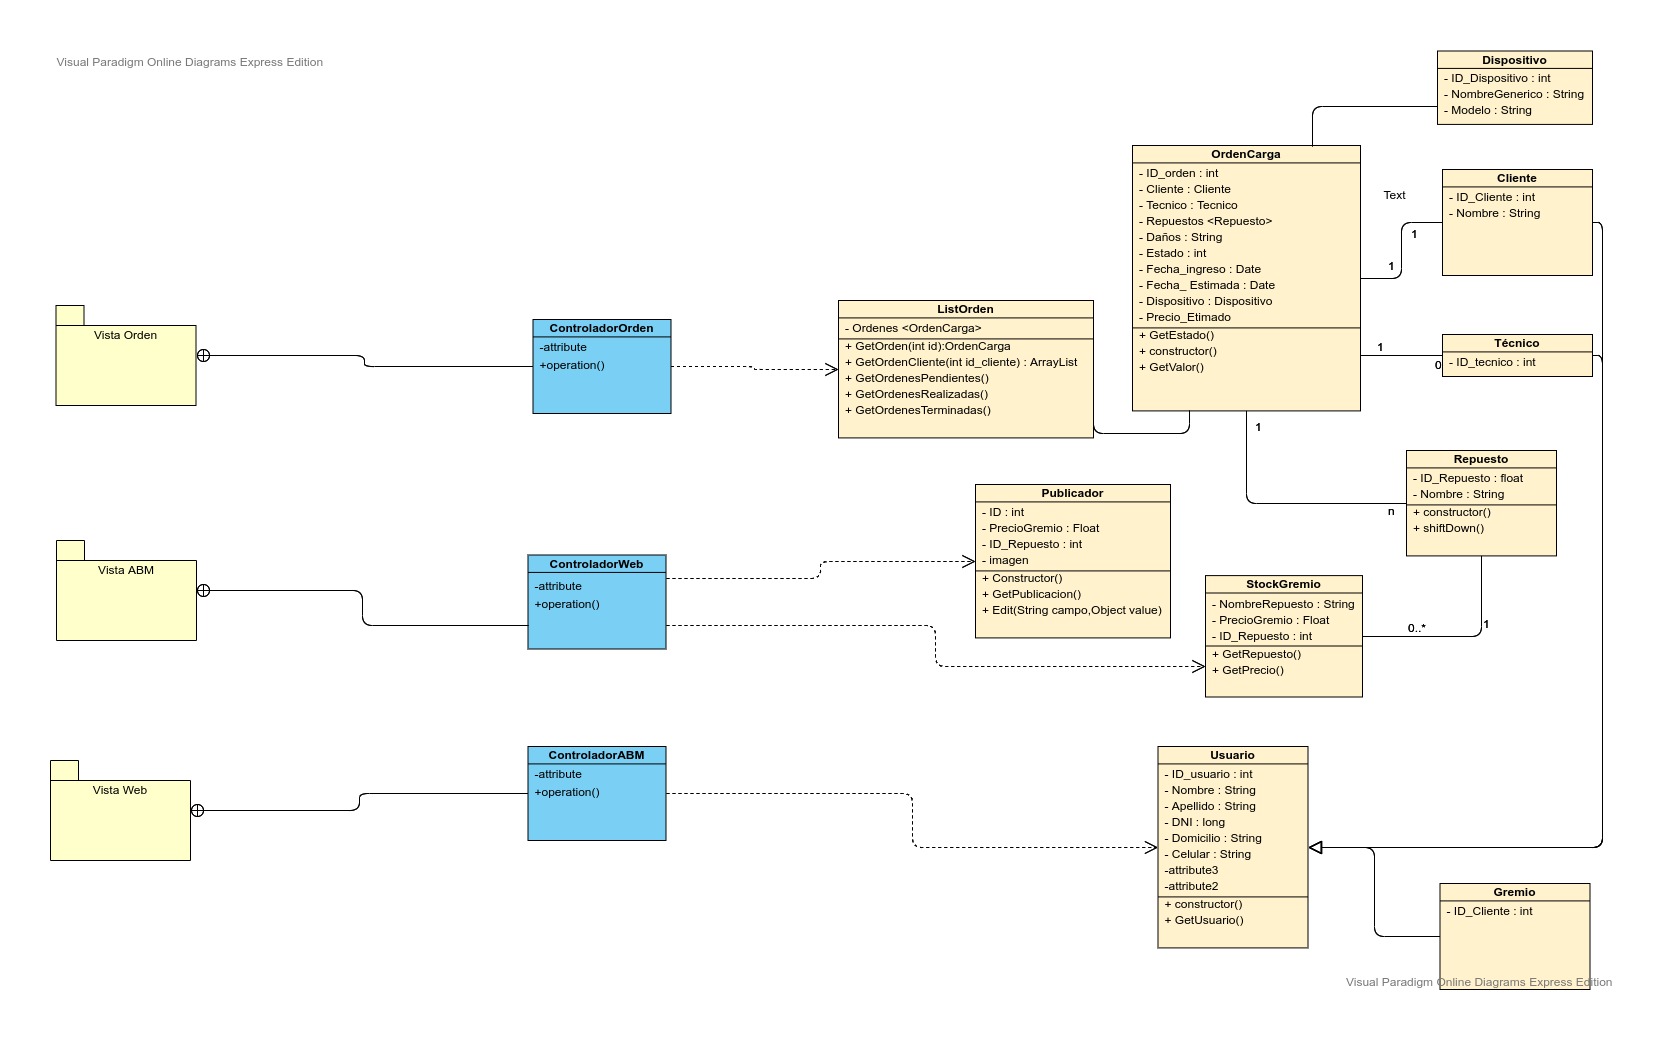 Visual Paradigm Online Diagrams Express Edition
Dispositivo
- ID_Dispositivo : int
- NombreGenerico : String
- Modelo : String
OrdenCarga
- ID_orden : int
- Cliente : Cliente
- Tecnico : Tecnico
- Repuestos <Repuesto>
- Daños : String
- Estado : int
- Fecha_ingreso : Date
- Fecha_ Estimada : Date
- Dispositivo : Dispositivo
- Precio_Etimado
+ GetEstado()
+ constructor()
+ GetValor()
Text
Cliente
- ID_Cliente : int
- Nombre : String
1
1
Técnico
- ID_tecnico : int
1
0
Vista Orden
ControladorOrden
-attribute
+operation()
ListOrden
- Ordenes <OrdenCarga>
+ GetOrden(int id):OrdenCarga
+ GetOrdenCliente(int id_cliente) : ArrayList
+ GetOrdenesPendientes()
+ GetOrdenesRealizadas()
+ GetOrdenesTerminadas()
1
n
Repuesto
- ID_Repuesto : float
- Nombre : String
+ constructor()
+ shiftDown()
Vista ABM
ControladorWeb
-attribute
+operation()
Publicador
- ID : int
- PrecioGremio : Float
- ID_Repuesto : int
- imagen
+ Constructor()
+ GetPublicacion()
+ Edit(String campo,Object value)
StockGremio
- NombreRepuesto : String
- PrecioGremio : Float
- ID_Repuesto : int
+ GetRepuesto()
+ GetPrecio()
0..*
1
Vista Web
ControladorABM
-attribute
+operation()
Usuario
- ID_usuario : int
- Nombre : String
- Apellido : String
- DNI : long
- Domicilio : String
- Celular : String
-attribute3
-attribute2
+ constructor()
+ GetUsuario()
Gremio
- ID_Cliente : int
Visual Paradigm Online Diagrams Express Edition